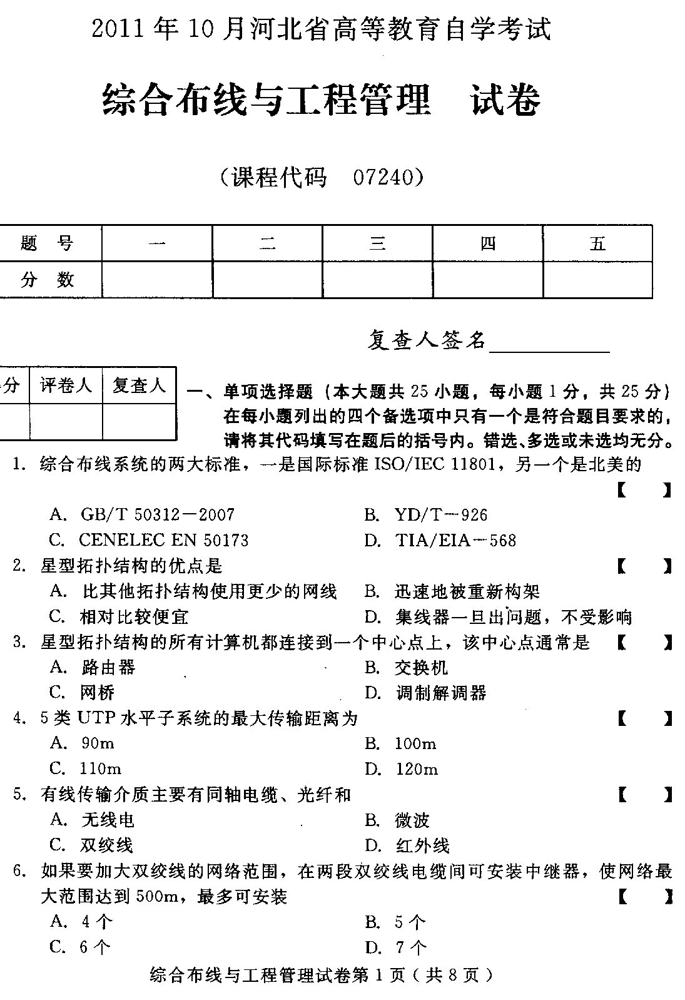 2011 年 10 月河北省高等教育自学考试
综合布线与工程管理 试卷
(课程代码 07240)
题 号 一 二 三 四 五
分 数
复查人签名
分 评卷人 复查人
一、单项选择题 (本大题共 25 小题，每小题 1 分，共 25 分)
在每小题列出的四个备选项中只有一个是符合题目要求的，
请将其代码填写在题后的括号内。错选、多选或未选均无分。
1. 综合布线系统的两大标准，一是国际标准 ISO/IEC 11801，另一个是北美的
【 】
A. GB/T 50312－2007 B. YD/T－926
C. CENELEC EN 50173 D. TIA/EIA－568
2. 星型拓扑结构的优点是 【 】
A. 比其他拓扑结构使用更少的网线 B. 迅速地被重新构架
C. 相对比较便宜 D. 集线器一旦出问题，不受影响
3. 星型拓扑结构的所有计算机都连接到一个中心点上，该中心点通常是 【 】
A. 路由器 B. 交换机
C. 网桥 D. 调制解调器
4. 5 类 UTP 水平子系统的最大传输距离为 【 】
A. 90m B. 100m
C. 110m D. 120m
5. 有线传输介质主要有同轴电缆、光纤和 【 】
A. 无线电 B. 微波
C. 双绞线 D. 红外线
6. 如果要加大双绞线的网络范围，在两段双绞线电缆间可安装中继器，使网络最
大范围达到 500m，最多可安装 【 】
A. 4 个 B. 5 个
C. 6 个 D. 7 个
综合布线与工程管理试卷第 1 页 ( 共 8 页 )